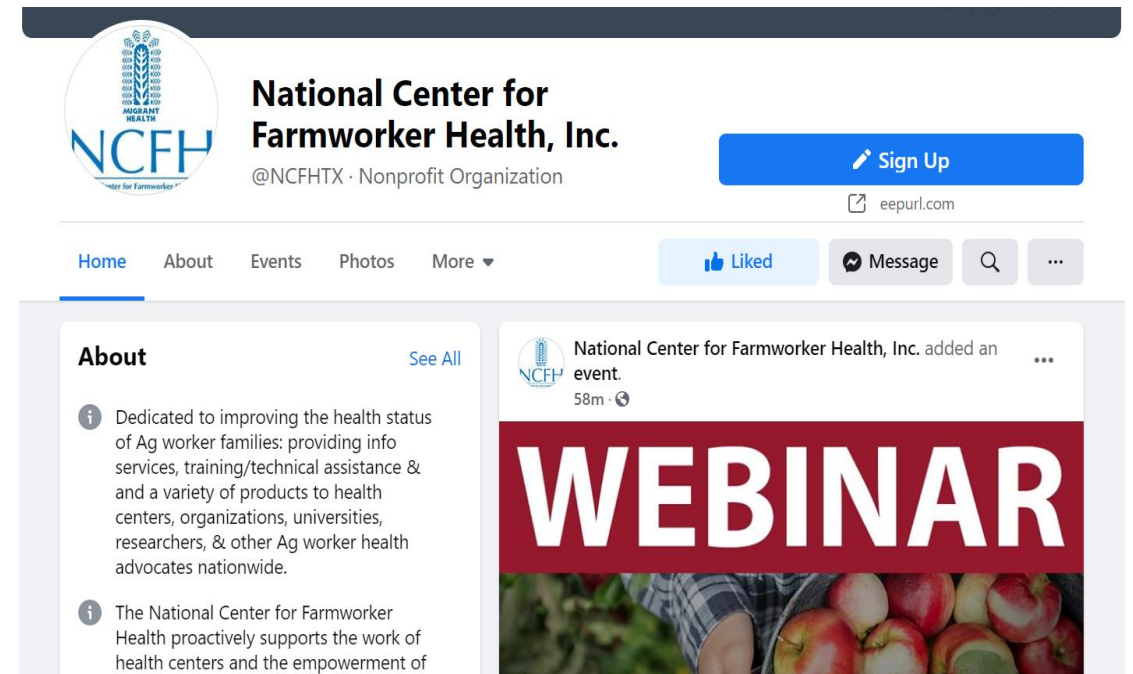 MIGRANT
HEALTH
NCFH
National Center for
Farmworker Health, Inc.
@NCFHTX · Nonprofit Organization
Sign Up
eepurl.com
Home About Events Photos More
Liked
Message
...
About
See All
Dedicated to improving the health status
of Ag worker families: providing info
services, training/technical assistance &
and a variety of products to health
centers, organizations, universities,
researchers, & other Ag worker health
advocates nationwide.
The National Center for Farmworker
Health proactively supports the work of
health centers and the empowerment of
NCFH
National Center for Farmworker Health, Inc. added an
event.
58m ·
WEBINAR